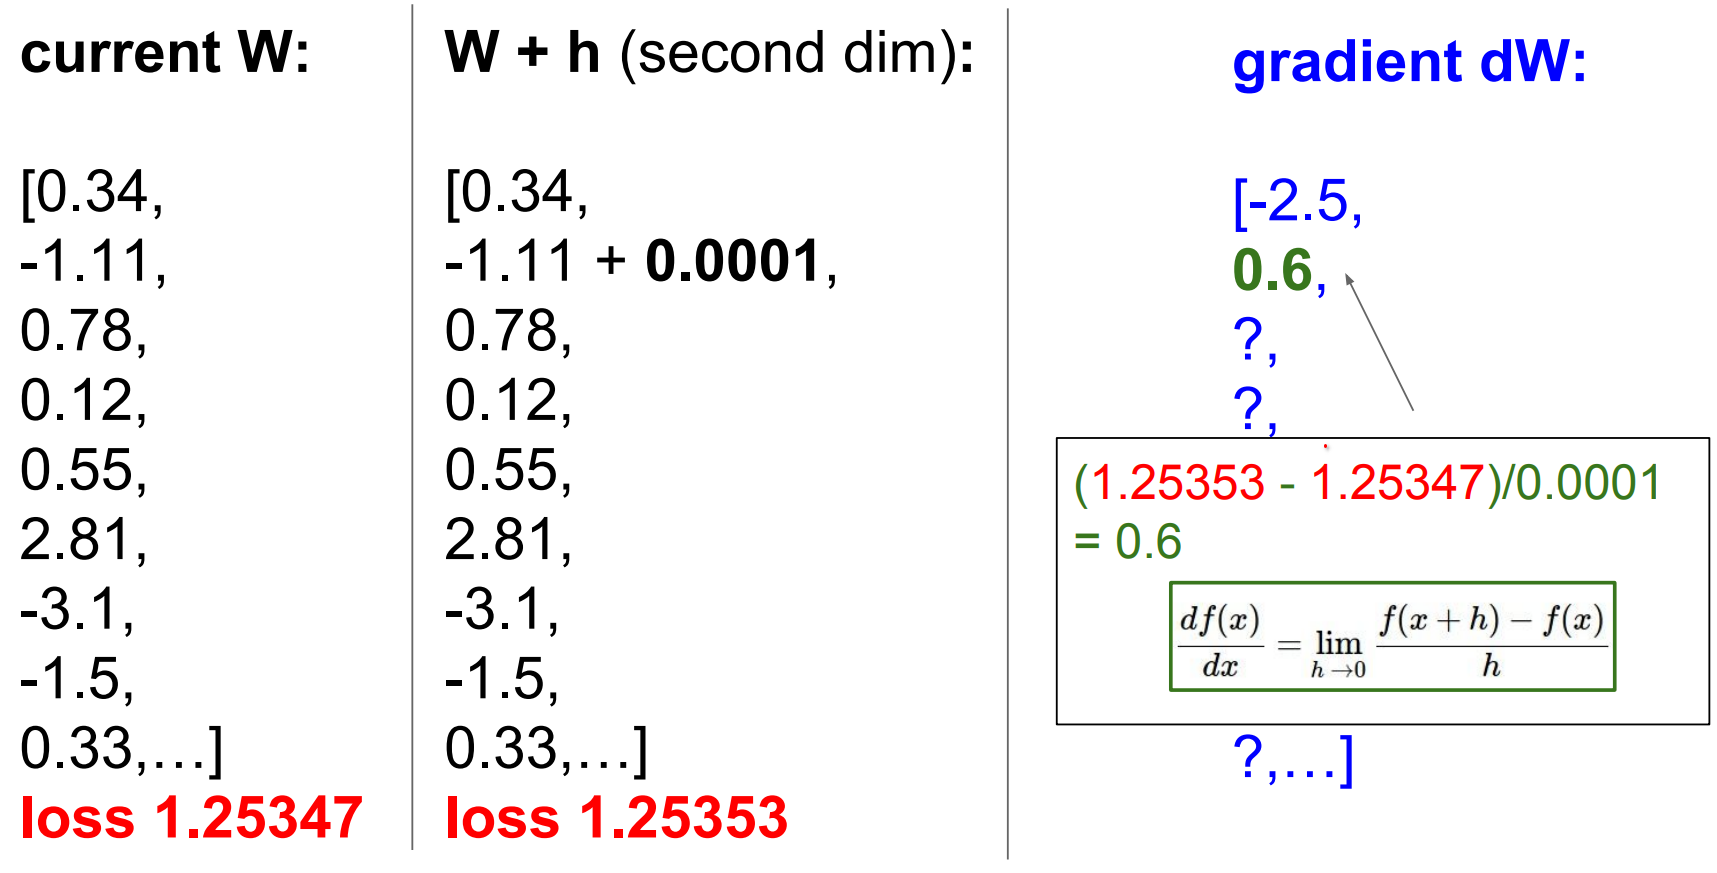 current W:
[0.34,
-1.11,
0.78,
0.12,
0.55,
2.81,
-3.1,
-1.5,
0.33,…]
loss 1.25347
W + h (second dim):
[0.34,
-1.11 + 0.0001,
0.78,
0.12,
0.55,
2.81,
-3.1,
-1.5,
0.33,…]
loss 1.25353
gradient dW:
[-2.5,
0.6,
?,
?,
(1.25353 - 1.25347)/0.0001
= 0.6
df(x)/dx = lim h→0 f(x + h) − f(x)/h
?,…]